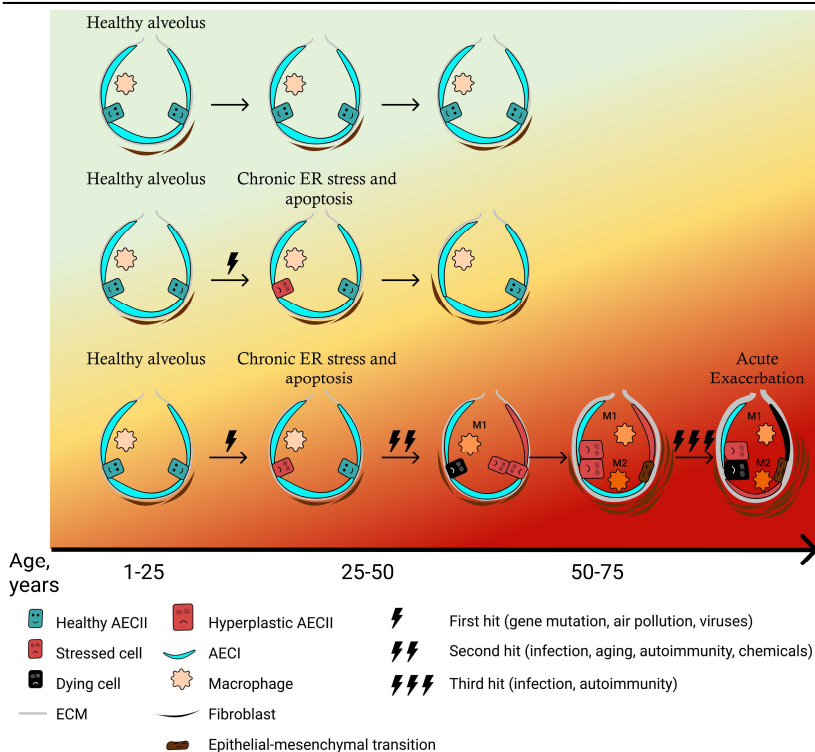 Healthy alveolus
Healthy alveolus
Chronic ER stress and
apoptosis
Healthy alveolus
Chronic ER stress and
apoptosis
Acute
Exacerbation
M1
M1
M2
M1
M2
Age,
years
1-25
25-50
50-75
Healthy AECII
Hyperplastic AECII
First hit (gene mutation, air pollution, viruses)
Stressed cell
AECI
Second hit (infection, aging, autoimmunity, chemicals)
Dying cell
Macrophage
Third hit (infection, autoimmunity)
ECM
Fibroblast
Epithelial-mesenchymal transition